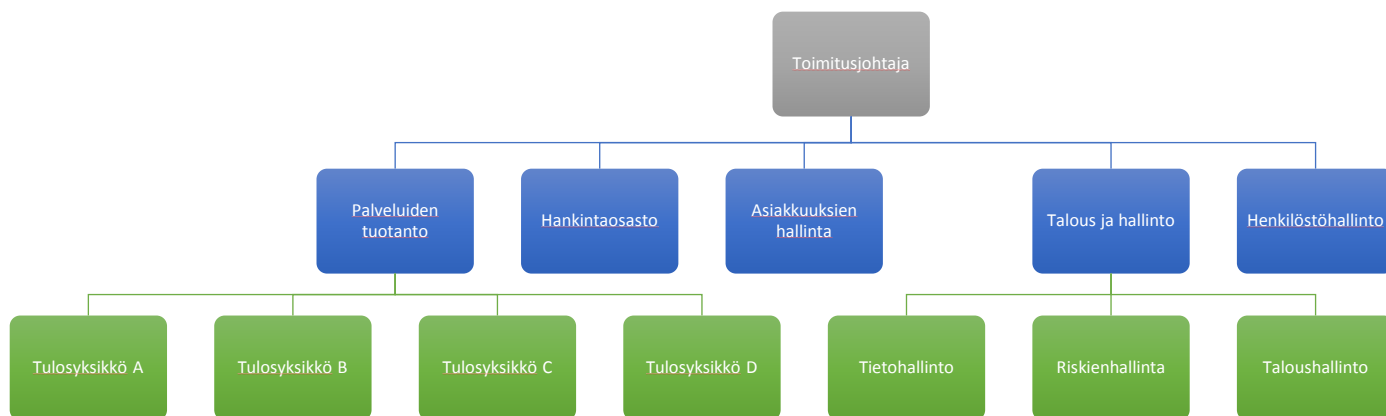 Toimitusjohtaja
Palveluiden
tuotanto
Hankintaosasto
Asiakkuuksien
hallinta
Talous ja hallinto
Henkilöstöhallinto
Tulosyksikkö A
Tulosyksikkö B
Tulosyksikkö C
Tulosyksikkö D
Tietohallinto
Riskienhallinta
Taloushallinto